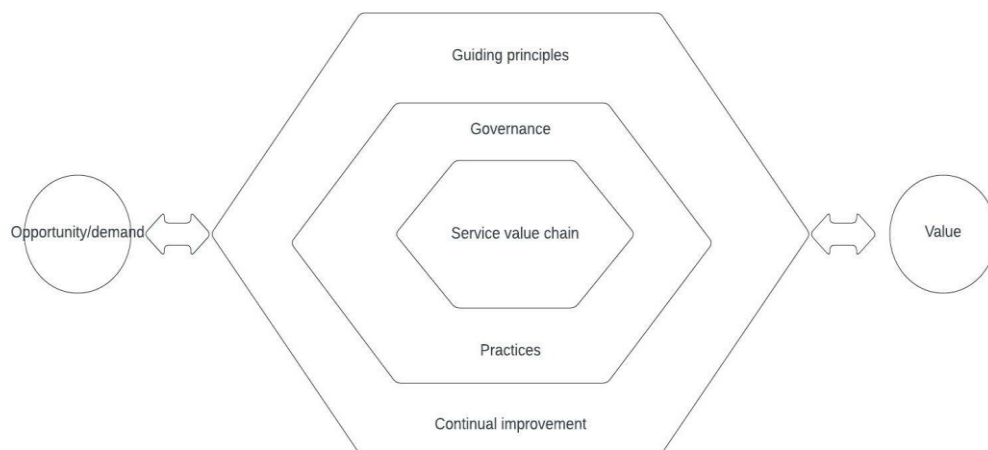 Guiding principles
Governance
Opportunity/demand
Service value chain
Value
Practices
Continual improvement